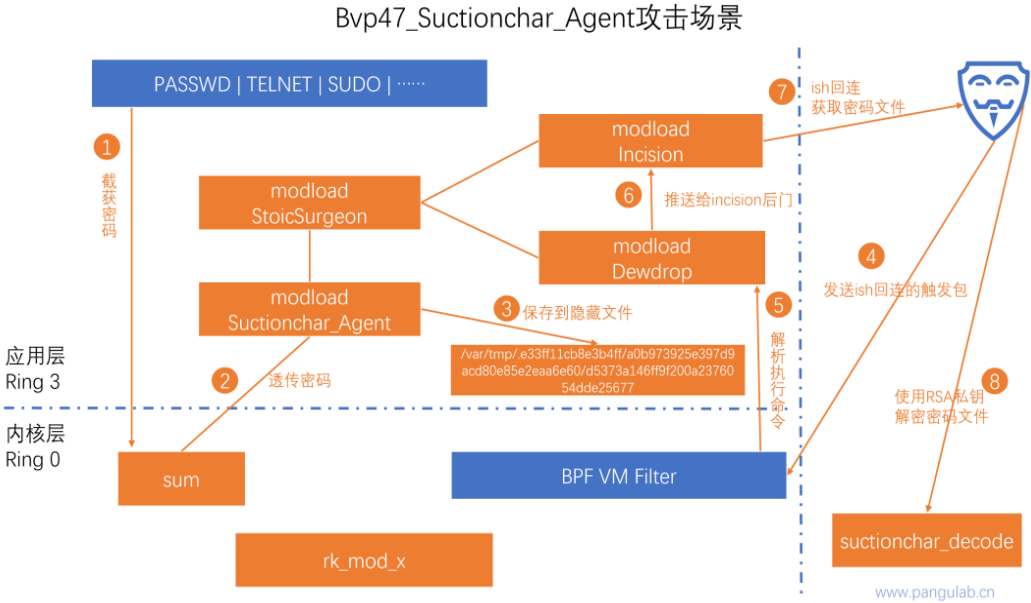 Bvp47_Suctionchar_Agent攻击场景
PASSWD | TELNET | SUDO | ······
1
截获密码
modload
StoicSurgeon
modload
Suctionchar_Agent
2
透传密码
3
保存到隐藏文件
/var/tmp/.e33ff11cb8e3b4ff/a0b973925e397d9
acd80e85e2eaa6e60/d5373a146ff9f200a23760
54dde25677
modload
Incision
6
推送给incision后门
modload
Dewdrop
5
解析执行命令
7
ish回连
获取密码文件
4
发送ish回连的触发包
8
使用RSA私钥
解密密码文件
应用层
Ring 3
内核层
Ring 0
sum
BPF VM Filter
rk_mod_x
suctionchar_decode
www.pangulab.cn